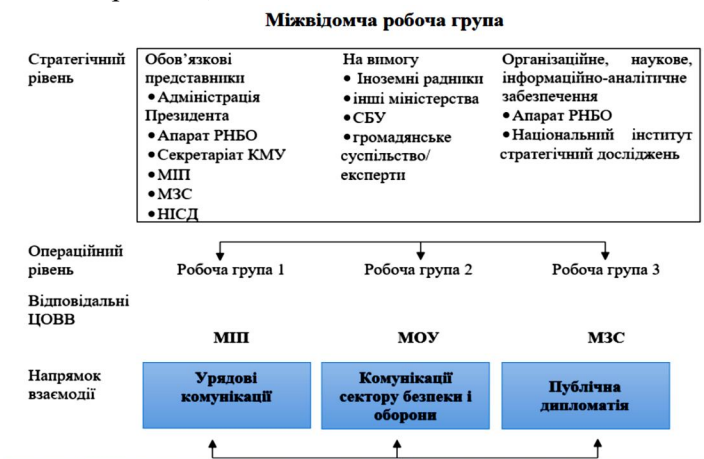 Міжвідомча робоча група
Стратегічний
рівень
Обов’язкові
представники
•Адміністрація
Президента
•Апарат РНБО
•Секретаріат КМУ
•МІП
•МЗС
•НІСД
На вимогу
• Іноземні радники
•інші міністерства
•СБУ
•громадянське
суспільство/
експерти
Організаційне, наукове,
інформаційно-аналітичне
забезпечення
•Апарат РНБО
•Національний інститут
стратегічний досліджень
Операційний
рівень
Робоча група 1
Робоча група 2
Робоча група 3
Відповідальні
ЦОВВ
МІП
МОУ
МЗС
Напрямок
взаємодії
Урядові
комунікації
Комунікації
сектору безпеки і
оборони
Публічна
дипломатія